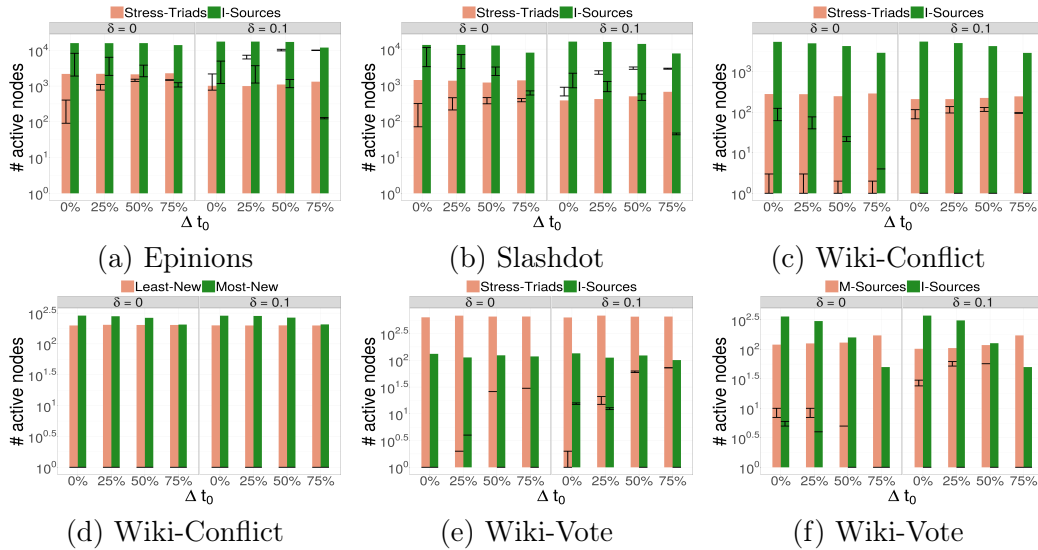 Stress-Triads I-Sources
δ = 0 δ = 0.1
# active nodes
10^4
10^3
10^2
10^1
10^0
0% 25% 50% 75% 0% 25% 50% 75%
Δ t_0
(a) Epinions
Stress-Triads I-Sources
δ = 0 δ = 0.1
# active nodes
10^4
10^3
10^2
10^1
10^0
0% 25% 50% 75% 0% 25% 50% 75%
Δ t_0
(b) Slashdot
Stress-Triads I-Sources
δ = 0 δ = 0.1
# active nodes
10^3
10^2
10^1
10^0
0% 25% 50% 75% 0% 25% 50% 75%
Δ t_0
(c) Wiki-Conflict
Least-New Most-New
δ = 0 δ = 0.1
# active nodes
10^2.5
10^2
10^1.5
10^1
10^0.5
10^0
0% 25% 50% 75% 0% 25% 50% 75%
Δ t_0
(d) Wiki-Conflict
Stress-Triads I-Sources
δ = 0 δ = 0.1
# active nodes
10^2.5
10^2
10^1.5
10^1
10^0.5
10^0
0% 25% 50% 75% 0% 25% 50% 75%
Δ t_0
(e) Wiki-Vote
M-Sources I-Sources
δ = 0 δ = 0.1
# active nodes
10^2.5
10^2
10^1.5
10^1
10^0.5
10^0
0% 25% 50% 75% 0% 25% 50% 75%
Δ t_0
(f) Wiki-Vote